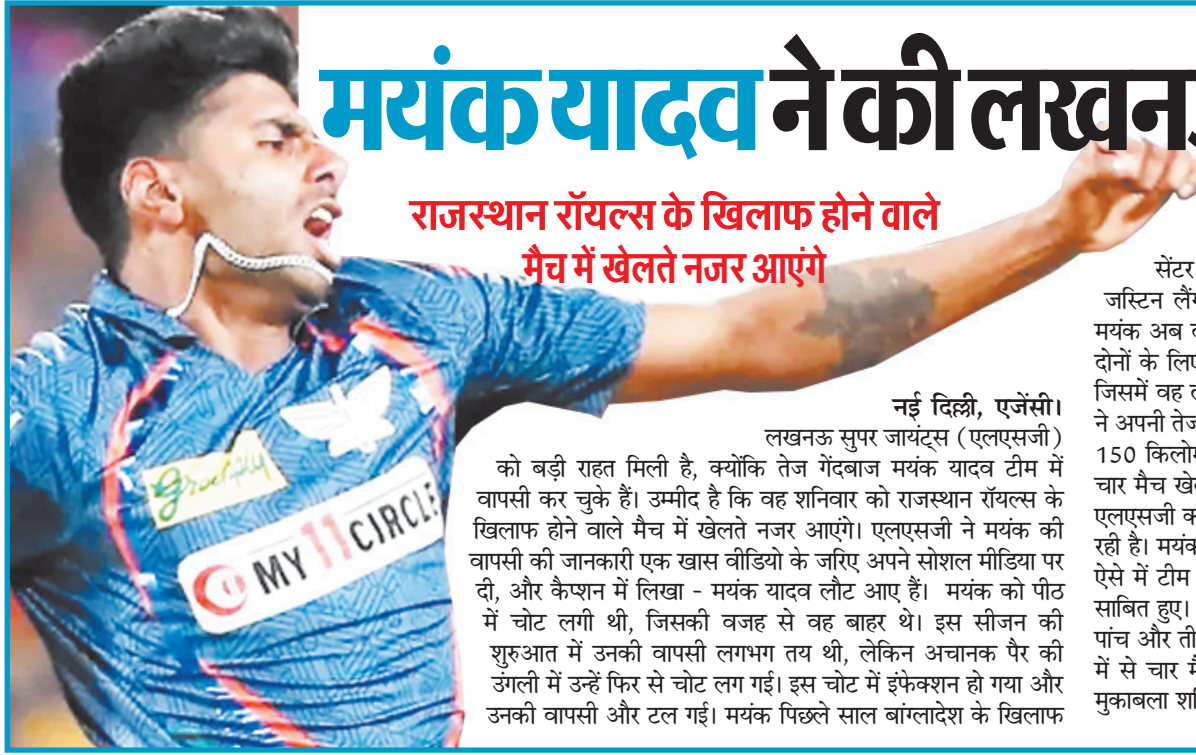 मयंक यादव ने की
राजस्थान रॉयल्स के खिलाफ होने वाले
मैच में खेलते नजर आएंगे
MY 11 CIRCLE
नई दिल्ली, एजेंसी।
लखनऊ सुपर जायंट्स (एलएसजी)
को बड़ी राहत मिली है, क्योंकि तेज गेंदबाज मयंक यादव टीम में
वापसी कर चुके हैं। उम्मीद है कि वह शनिवार को राजस्थान रॉयल्स के
खिलाफ होने वाले मैच में खेलते नजर आएंगे। एलएसजी ने मयंक की
वापसी की जानकारी एक खास वीडियो के जरिए अपने सोशल मीडिया पर
दी, और कैप्शन में लिखा - मयंक यादव लौट आए हैं। मयंक को पीठ
में चोट लगी थी, जिसकी वजह से वह बाहर थे। इस सीजन की
शुरुआत में उनकी वापसी लगभग तय थी, लेकिन अचानक पैर की
उंगली में उन्हें फिर से चोट लग गई। इस चोट में इंफेक्शन हो गया और
उनकी वापसी और टल गई। मयंक पिछले साल बांग्लादेश के खिलाफ
सेंटर
जस्टिन
मयंक अब
दोनों के
जिसमें वह
ने अपनी
150
चार मैच
एलएसजी
रही है।
ऐसे में टीम
साबित हुए।
पांच और
में से चार
मुकाबला